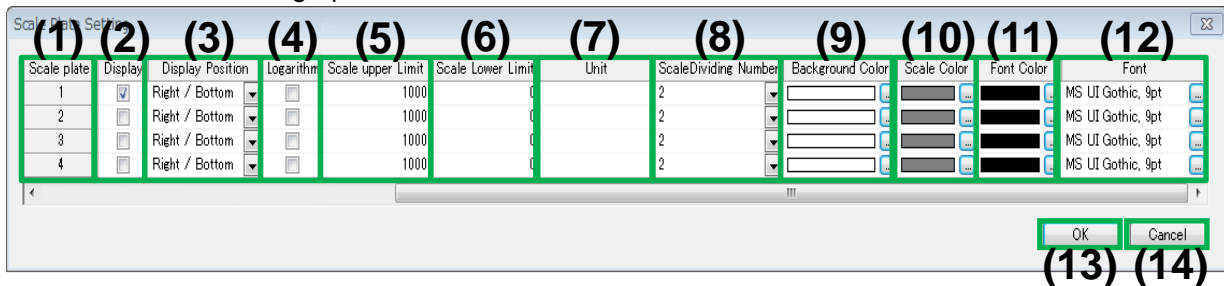 Scale Plate Setting
(1) (2) (3) (4) (5) (6) (7) (8) (9) (10) (11) (12)
Scale plate Display Display Position Logarithm Scale upper Limit Scale Lower Limit Unit ScaleDividing Number Background Color Scale Color Font Color Font
1 Right / Bottom 1000 0 2 ... ... ... MS UI Gothic, 9pt ...
2 Right / Bottom 1000 0 2 ... ... ... MS UI Gothic, 9pt ...
3 Right / Bottom 1000 0 2 ... ... ... MS UI Gothic, 9pt ...
4 Right / Bottom 1000 0 2 ... ... ... MS UI Gothic, 9pt ...
OK Cancel
(13) (14)